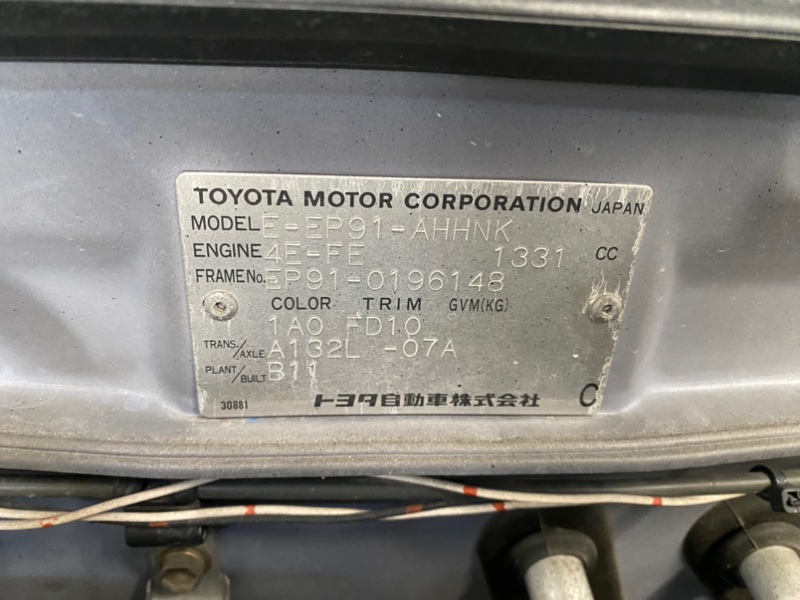 TOYOTA MOTOR CORPORATION JAPAN
MODEL E-EP91-AHHNK
ENGINE 4E-FE 1331 CC
FRAME No. EP91-0196148
COLOR TRIM GVM(KG)
1A0 FD10
TRANS./AXLE A132L -07A
PLANT/BUILT B11
30881 トヨタ自動車株式会社 C